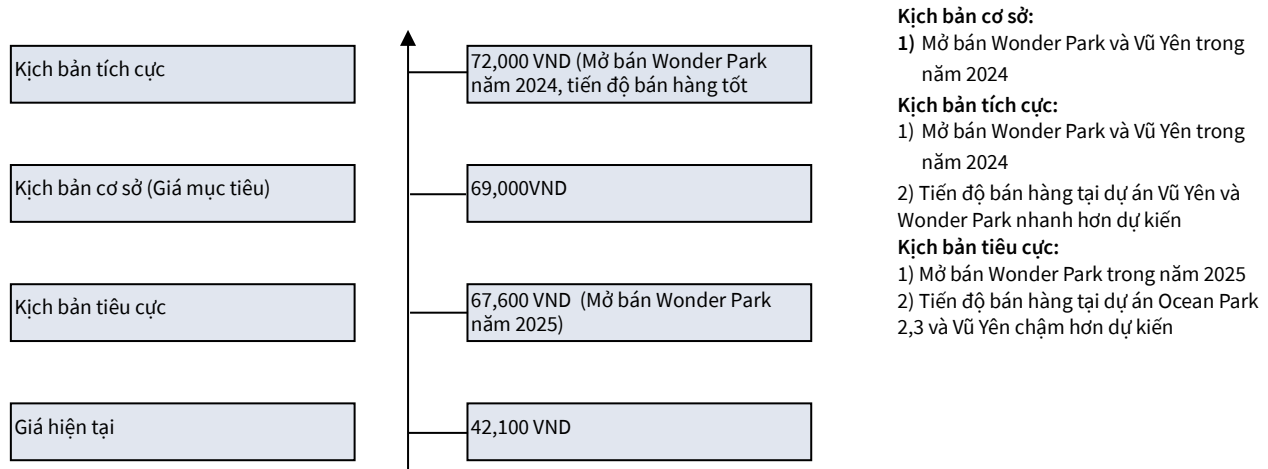 Kịch bản tích cực
72,000 VND (Mở bán Wonder Park
năm 2024, tiến độ bán hàng tốt
Kịch bản cơ sở (Giá mục tiêu)
69,000VND
Kịch bản tiêu cực
67,600 VND  (Mở bán Wonder Park
năm 2025)
Giá hiện tại
42,100 VND
Kịch bản cơ sở:
1) Mở bán Wonder Park và Vũ Yên trong
năm 2024
Kịch bản tích cực:
1) Mở bán Wonder Park và Vũ Yên trong
năm 2024
2) Tiến độ bán hàng tại dự án Vũ Yên và
Wonder Park nhanh hơn dự kiến
Kịch bản tiêu cực:
1) Mở bán Wonder Park trong năm 2025
2) Tiến độ bán hàng tại dự án Ocean Park
2,3 và Vũ Yên chậm hơn dự kiến